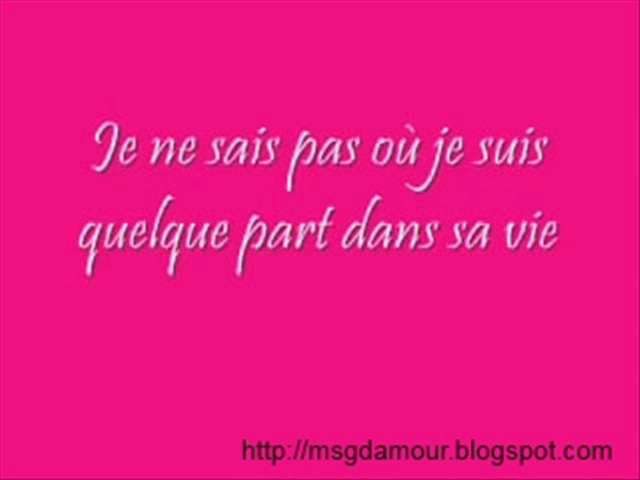 Je ne sais pas où je suis
quelque part dans sa vie
http://msgdamour.blogspot.com